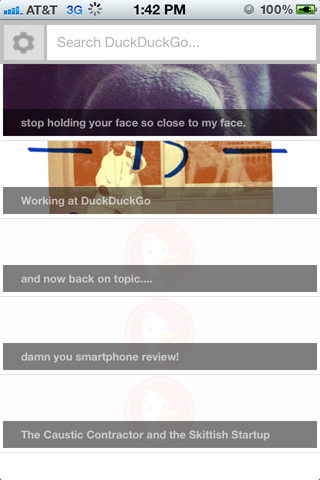 AT&T 3G 1:42 PM 100%
Search DuckDuckGo...
stop holding your face so close to my face.
Working at DuckDuckGo
and now back on topic....
damn you smartphone review!
The Caustic Contractor and the Skittish Startup